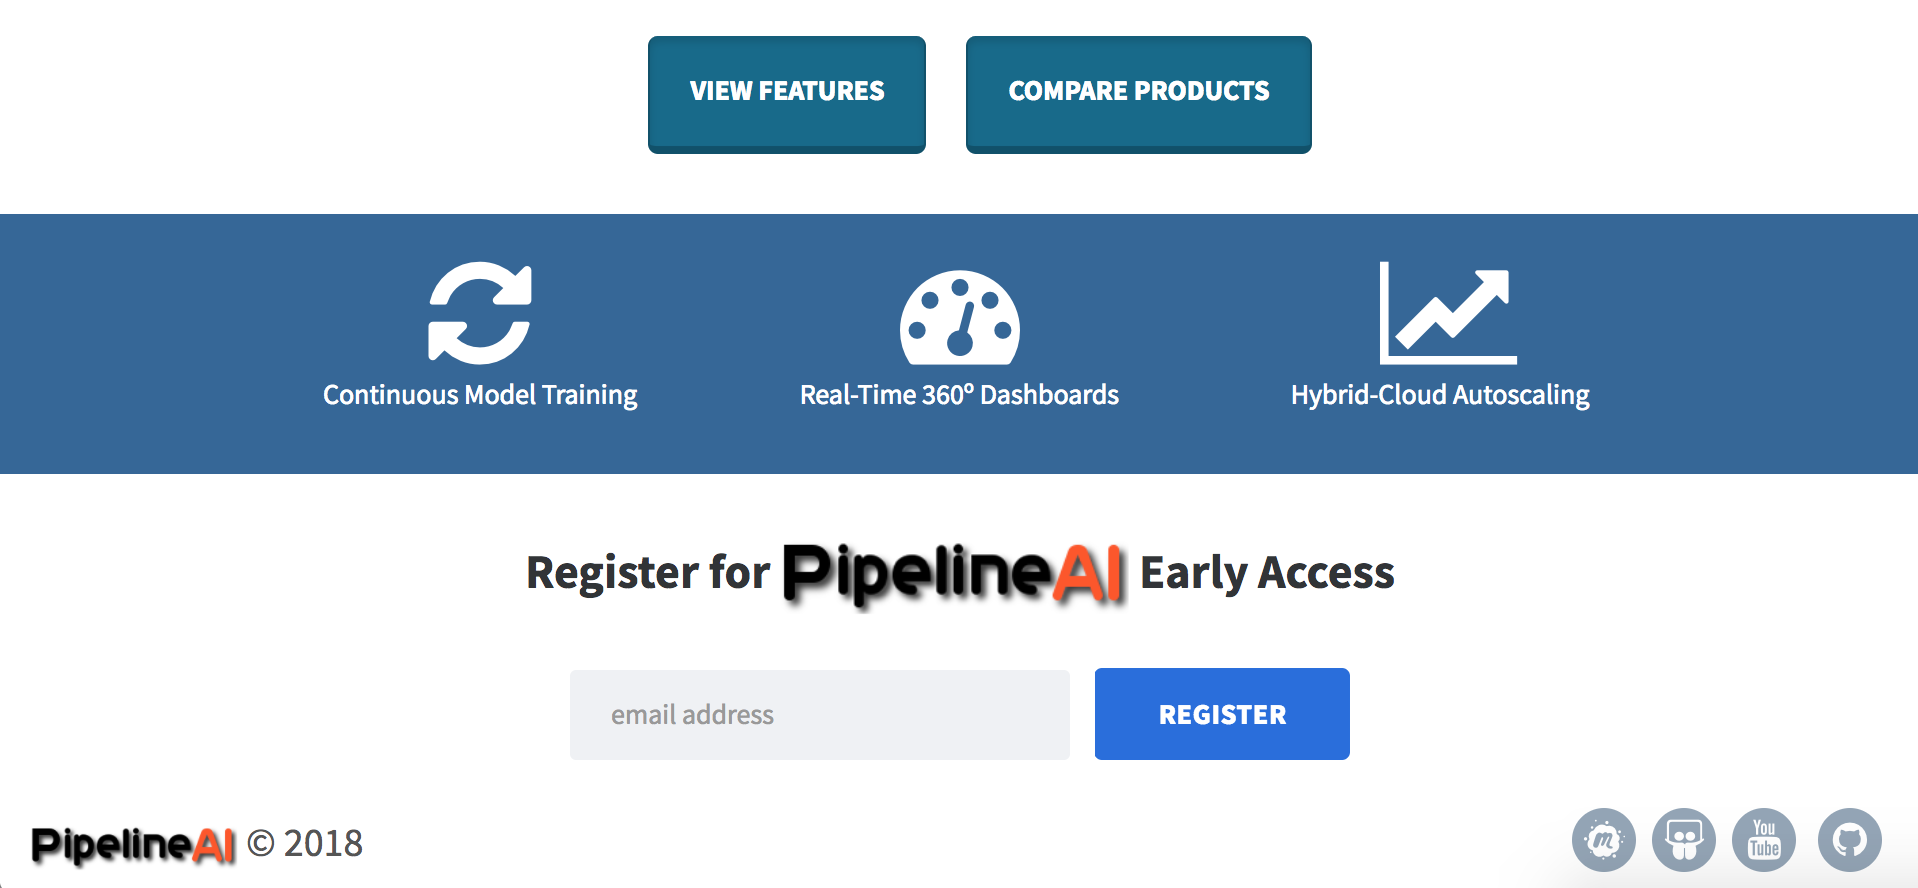 VIEW FEATURES COMPARE PRODUCTS
Continuous Model Training Real-Time 360º Dashboards Hybrid-Cloud Autoscaling
Register for PipelineAI Early Access
email address REGISTER
PipelineAI © 2018 m You Tube